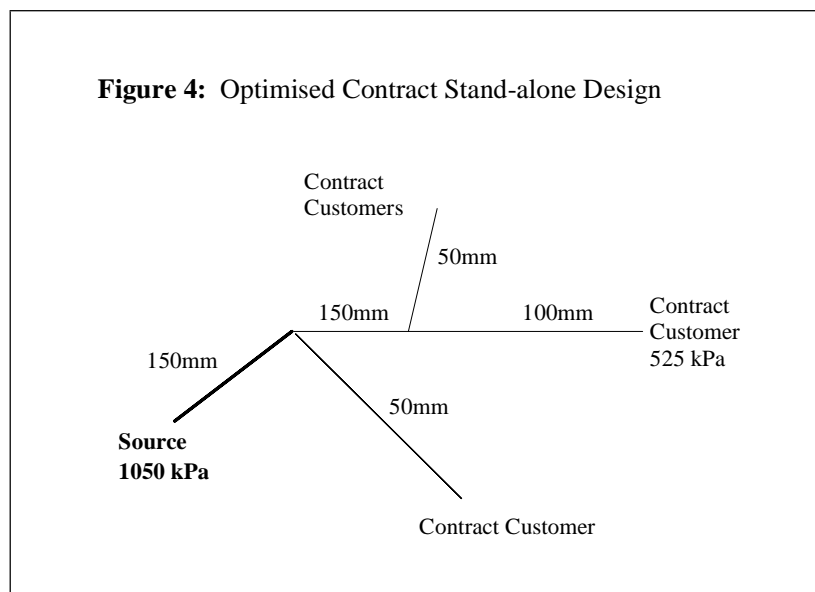 Figure 4: Optimised Contract Stand-alone Design
Contract
Customers
50mm
150mm
100mm
Contract
Customer
525 kPa
150mm
50mm
Source
1050 kPa
Contract Customer